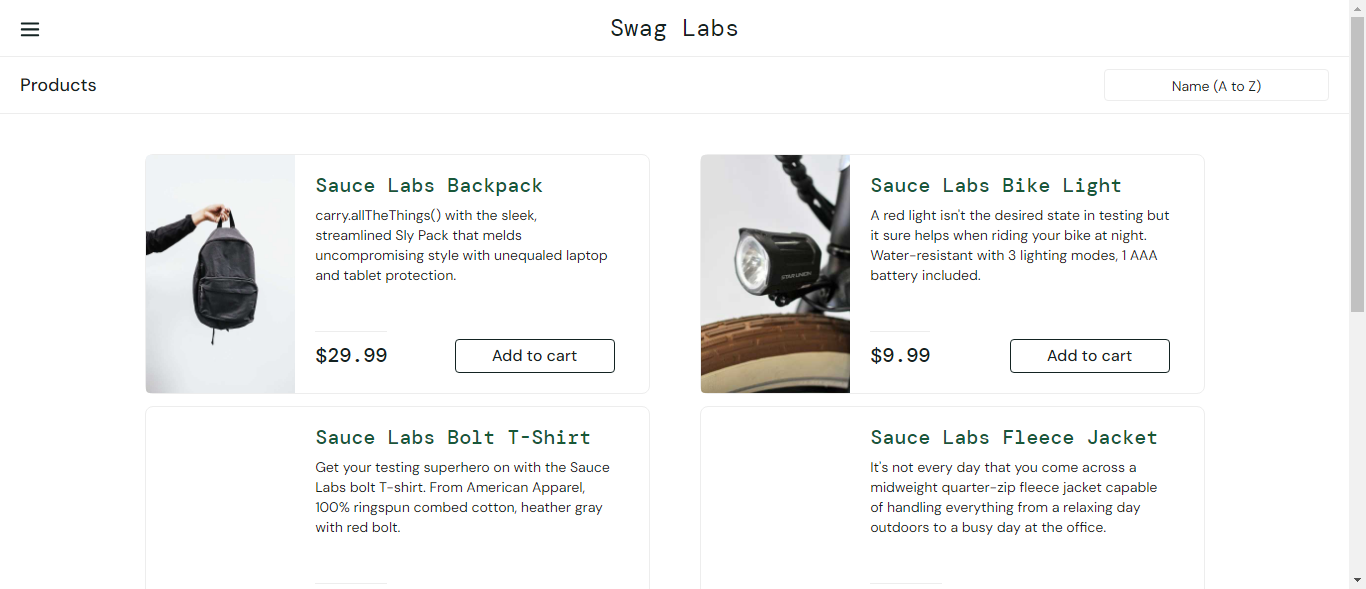 Swag Labs
Products
Name (A to Z)
Sauce Labs Backpack
carry.allTheThings() with the sleek,
streamlined Sly Pack that melds
uncompromising style with unequaled laptop
and tablet protection.
$29.99
Add to cart
Sauce Labs Bike Light
A red light isn't the desired state in testing but
it sure helps when riding your bike at night.
Water-resistant with 3 lighting modes, 1 AAA
battery included.
STAR UNION
$9.99
Add to cart
Sauce Labs Bolt T-Shirt
Get your testing superhero on with the Sauce
Labs bolt T-shirt. From American Apparel,
100% ringspun combed cotton, heather gray
with red bolt.
Sauce Labs Fleece Jacket
It's not every day that you come across a
midweight quarter-zip fleece jacket capable
of handling everything from a relaxing day
outdoors to a busy day at the office.